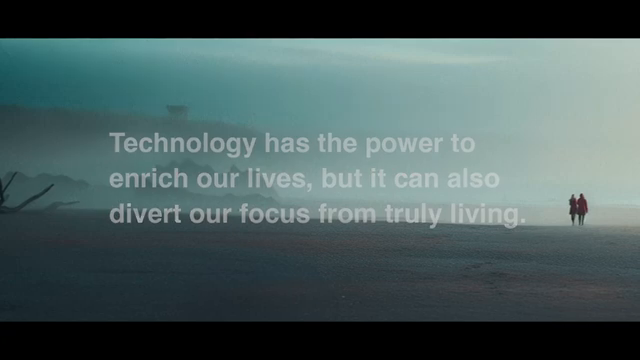 Technology has the power to
enrich our lives, but it can also
divert our focus from truly living.